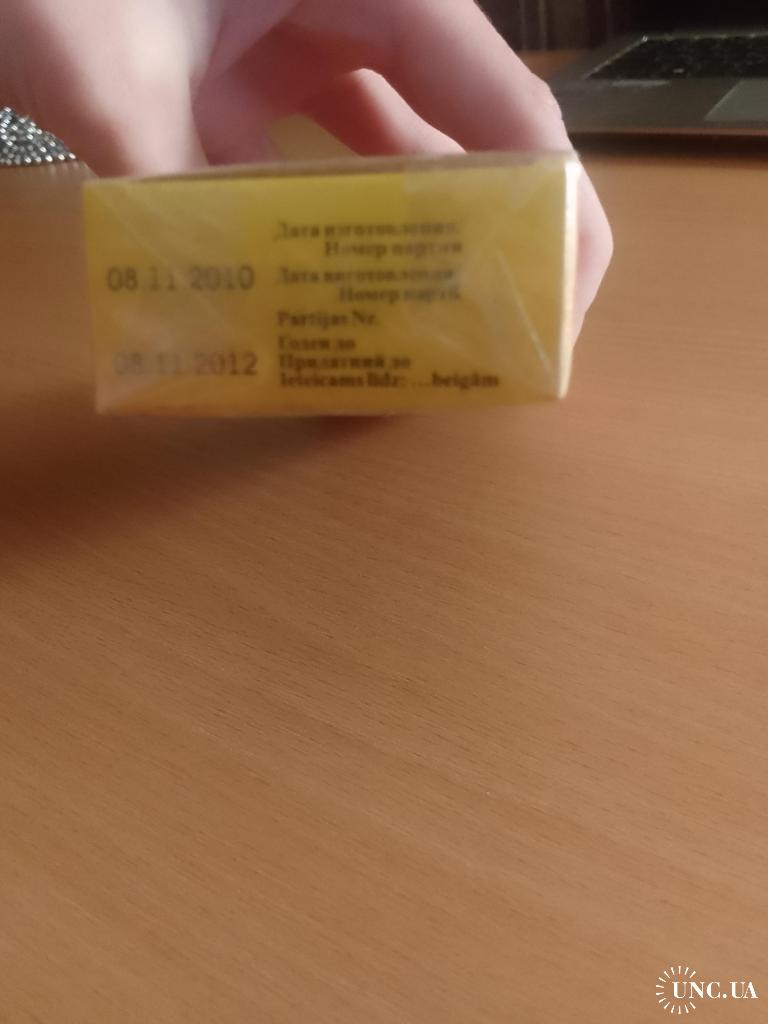 Дата изготовления:
Номер партии
08.11.2010 Дата виготовлення:
Номер партії
Partijas Nr.
Годен до
08.11.2012 Придатний до
Ieteicams līdz: ...beigām
UNC.UA